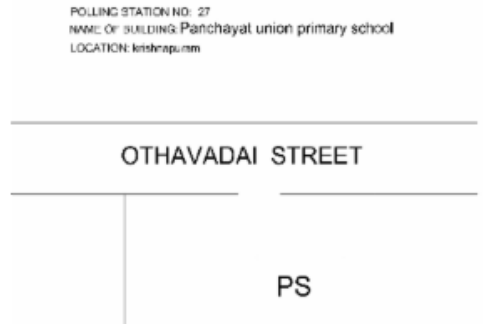 POLLING STATION NO: 27
NAME OF BUILDING: Panchayat union primary school
LOCATION: krishnapuram
OTHAVADAI STREET
PS